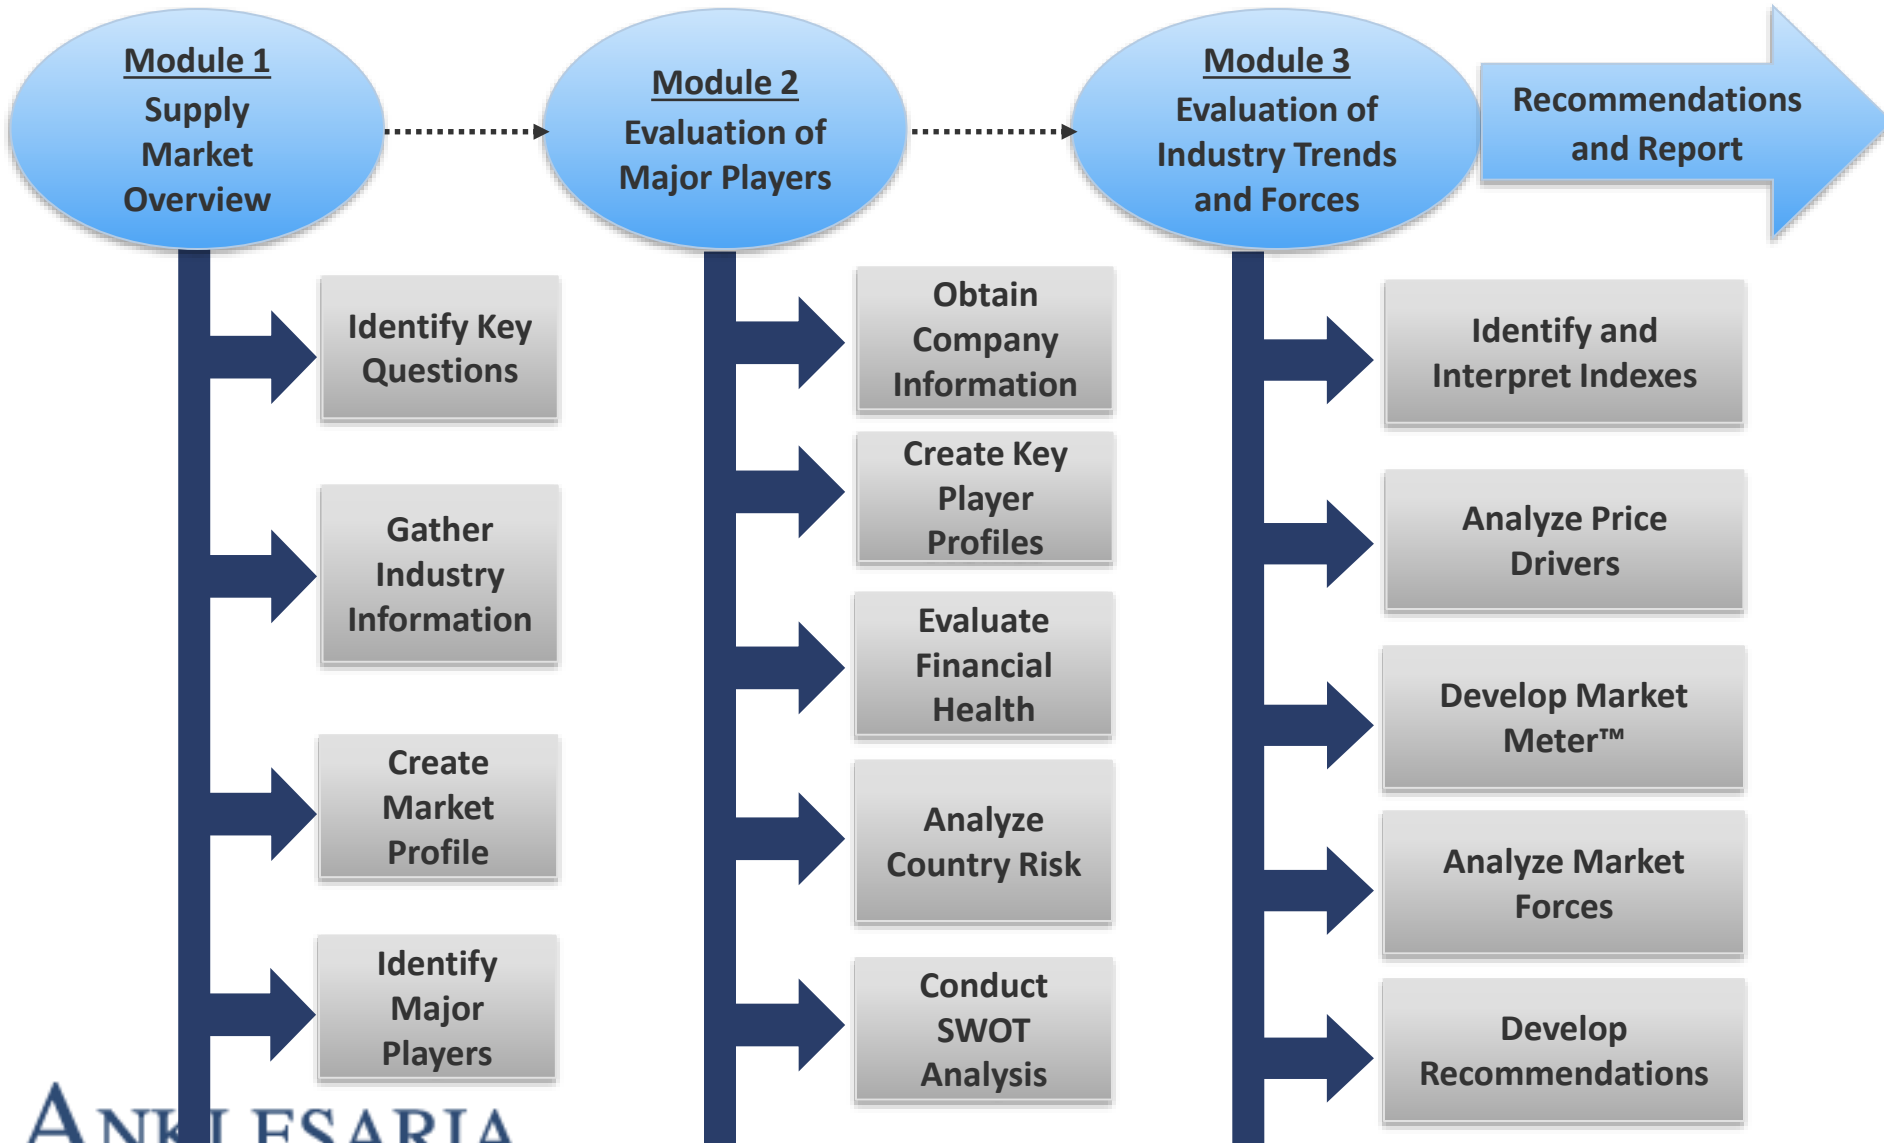 Module 1
Supply
Market
Overview
Module 2
Evaluation of
Major Players
Module 3
Evaluation of
Industry Trends
and Forces
Recommendations
and Report
Identify Key
Questions
Gather
Industry
Information
Create
Market
Profile
Identify
Major
Players
Obtain
Company
Information
Create Key
Player
Profiles
Evaluate
Financial
Health
Analyze
Country Risk
Conduct
SWOT
Analysis
Identify and
Interpret Indexes
Analyze Price
Drivers
Develop Market
Meter™
Analyze Market
Forces
Develop
Recommendations
ANKLESARIA